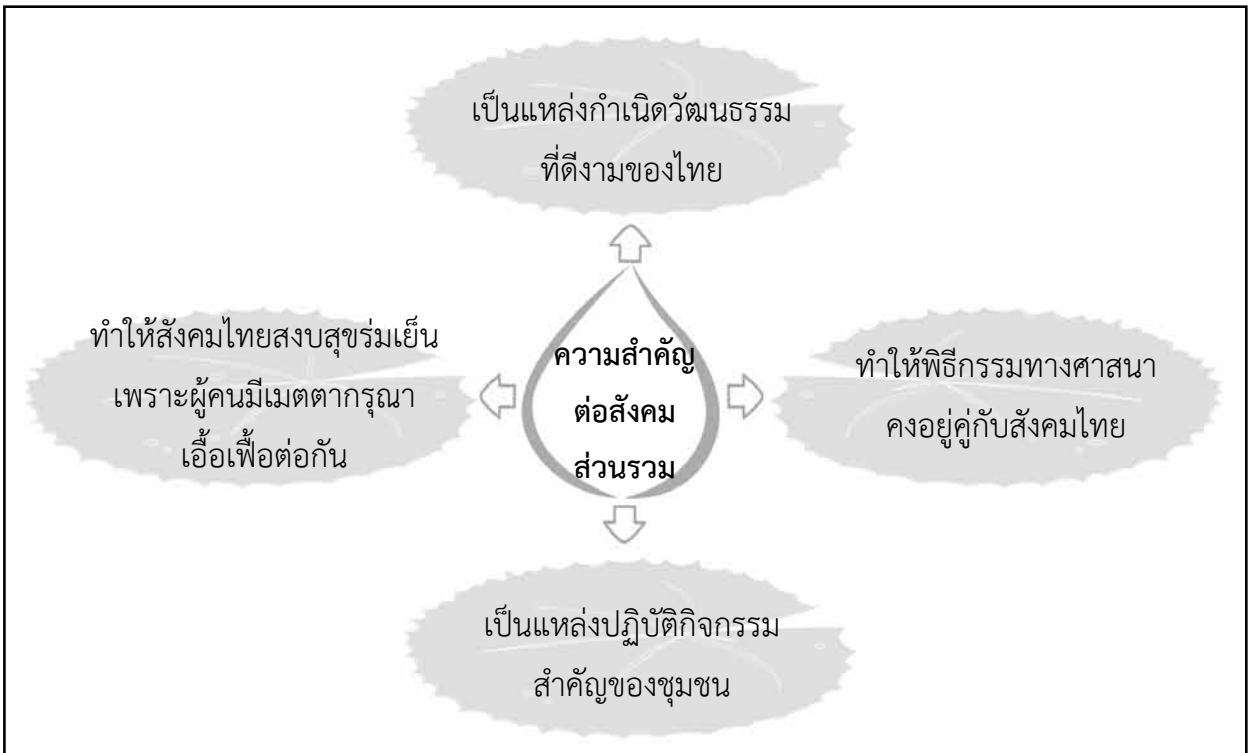 เป็นแหล่งกำเนิดวัฒนธรรม
ที่ดีงามของไทย
ทำให้สังคมไทยสงบสุขร่มเย็น
เพราะผู้คนมีเมตตากรุณา
เอื้อเฟื้อต่อกัน
ความสำคัญ
ต่อสังคม
ส่วนรวม
ทำให้พิธีกรรมทางศาสนา
คงอยู่คู่กับสังคมไทย
เป็นแหล่งปฏิบัติกิจกรรม
สำคัญของชุมชน